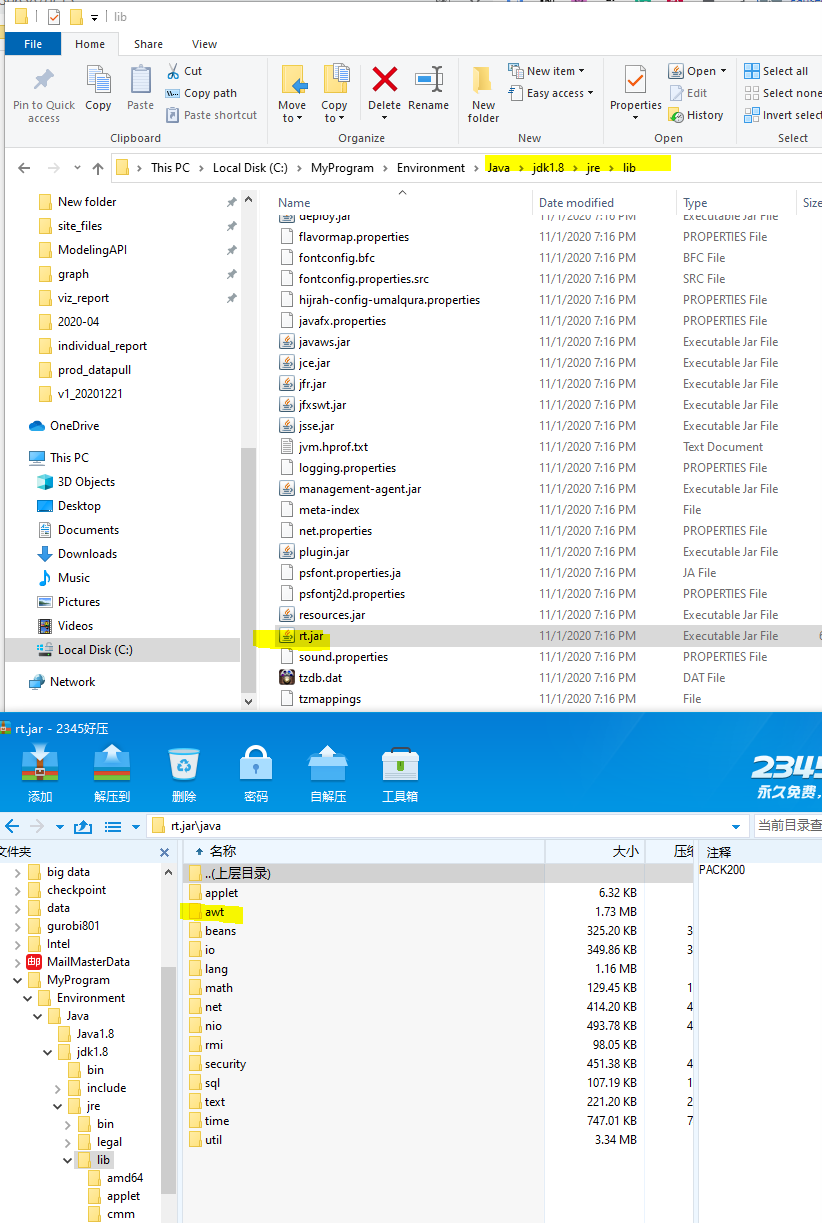 lib
File Home Share View
Pin to Quick access
Copy
Paste
Cut
Copy path
Paste shortcut
Clipboard
Move to
Copy to
Delete
Rename
Organize
New folder
New item
Easy access
New
Properties
Open
Edit
History
Open
Select all
Select none
Invert select
Select
This PC › Local Disk (C:) › MyProgram › Environment › Java › jdk1.8 › jre › lib
New folder
site_files
ModelingAPI
graph
viz_report
2020-04
individual_report
prod_datapull
v1_20201221
OneDrive
This PC
3D Objects
Desktop
Documents
Downloads
Music
Pictures
Videos
Local Disk (C:)
Network
Name Date modified Type Size
deploy.jar 11/1/2020 7:16 PM Executable Jar File
flavormap.properties 11/1/2020 7:16 PM PROPERTIES File
fontconfig.bfc 11/1/2020 7:16 PM BFC File
fontconfig.properties.src 11/1/2020 7:16 PM SRC File
hijrah-config-umalqura.properties 11/1/2020 7:16 PM PROPERTIES File
javafx.properties 11/1/2020 7:16 PM PROPERTIES File
javaws.jar 11/1/2020 7:16 PM Executable Jar File
jce.jar 11/1/2020 7:16 PM Executable Jar File
jfr.jar 11/1/2020 7:16 PM Executable Jar File
jfxswt.jar 11/1/2020 7:16 PM Executable Jar File
jsse.jar 11/1/2020 7:16 PM Executable Jar File
jvm.hprof.txt 11/1/2020 7:16 PM Text Document
logging.properties 11/1/2020 7:16 PM PROPERTIES File
management-agent.jar 11/1/2020 7:16 PM Executable Jar File
meta-index 11/1/2020 7:16 PM File
net.properties 11/1/2020 7:16 PM PROPERTIES File
plugin.jar 11/1/2020 7:16 PM Executable Jar File
psfont.properties.ja 11/1/2020 7:16 PM JA File
psfontj2d.properties 11/1/2020 7:16 PM PROPERTIES File
resources.jar 11/1/2020 7:16 PM Executable Jar File
rt.jar 11/1/2020 7:16 PM Executable Jar File
sound.properties 11/1/2020 7:16 PM PROPERTIES File
tzdb.dat 11/1/2020 7:16 PM DAT File
tzmappings 11/1/2020 7:16 PM File
rt.jar - 2345好压
添加 解压到 删除 密码 自解压 工具箱
2345
永久免费,
rt.jar\java 当前目录查
文件夹
big data
checkpoint
data
gurobi801
Intel
MailMasterData
MyProgram
Environment
Java
Java1.8
jdk1.8
bin
include
jre
bin
legal
lib
amd64
applet
cmm
名称 大小 压缩
..(上层目录)
applet 6.32 KB
awt 1.73 MB
beans 325.20 KB 3
io 349.86 KB 3
lang 1.16 MB
math 129.45 KB 1
net 414.20 KB 4
nio 493.78 KB 4
rmi 98.05 KB
security 451.38 KB 4
sql 107.19 KB 1
text 221.20 KB 2
time 747.01 KB 7
util 3.34 MB
注释
PACK200